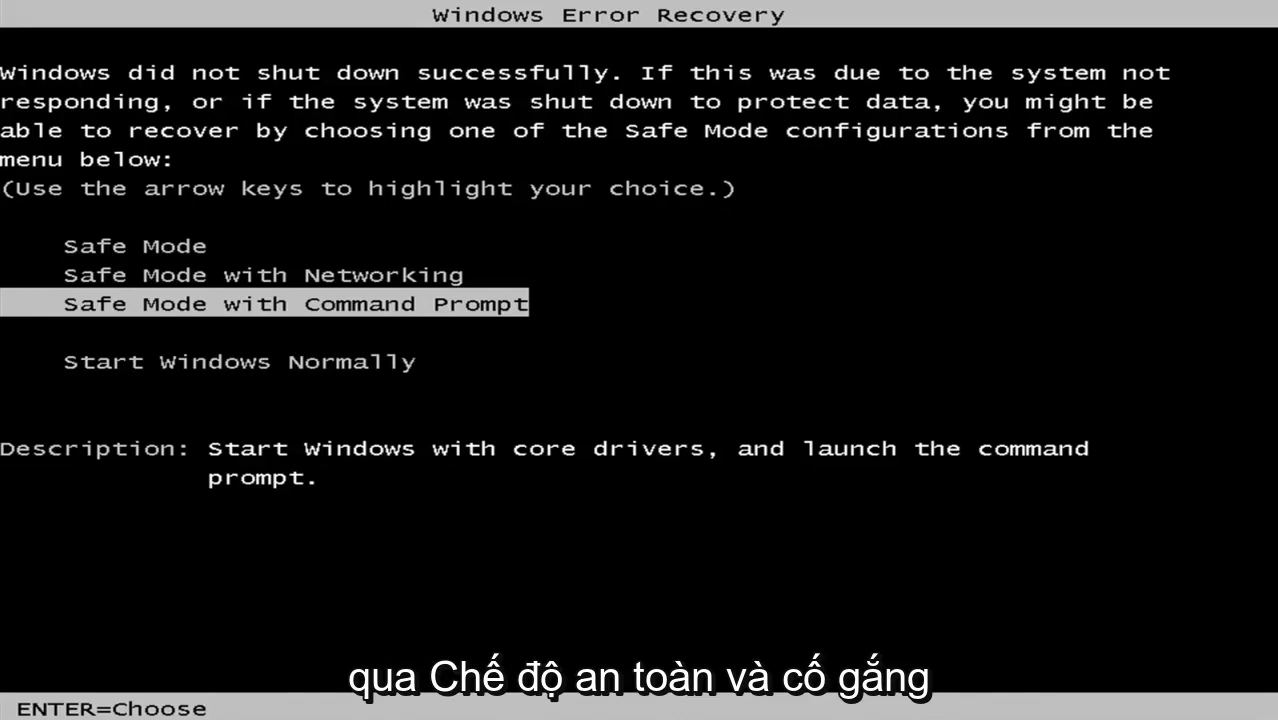 Windows Error Recovery
Windows did not shut down successfully. If this was due to the system not
responding, or if the system was shut down to protect data, you might be
able to recover by choosing one of the Safe Mode configurations from the
menu below:
(Use the arrow keys to highlight your choice.)
Safe Mode
Safe Mode with Networking
Safe Mode with Command Prompt
Start Windows Normally
Description: Start Windows with core drivers, and launch the command
prompt.
qua Chế độ an toàn và cố gắng
ENTER=Choose